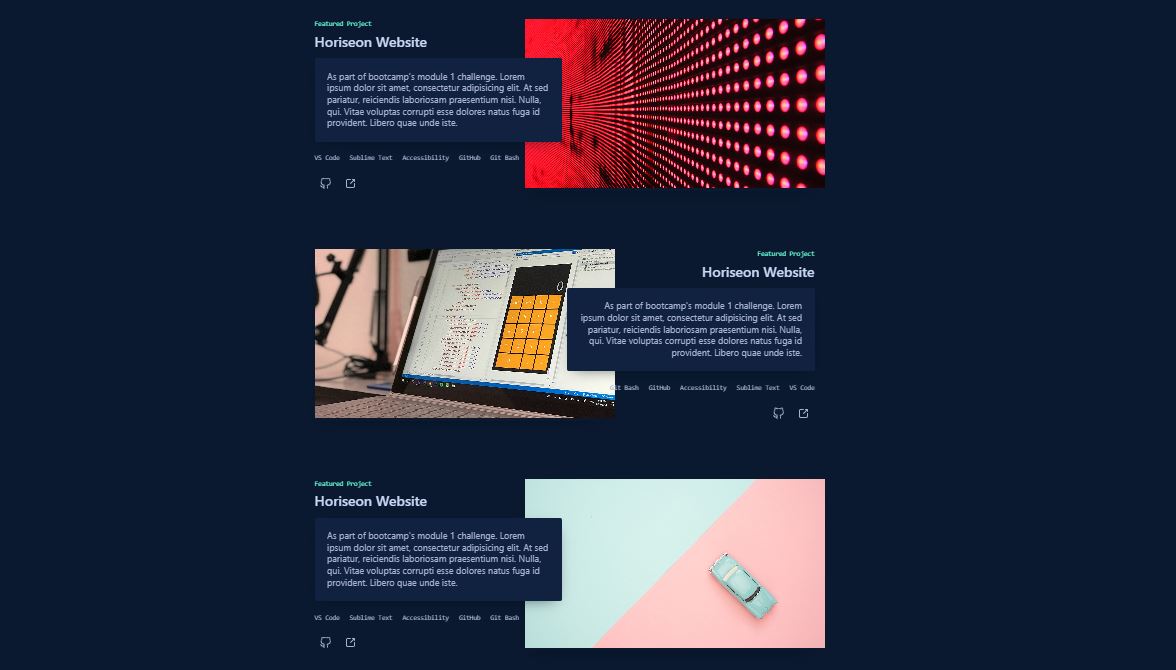 Featured Project
Horiseon Website
As part of bootcamp's module 1 challenge. Lorem
ipsum dolor sit amet, consectetur adipisicing elit. At sed
pariatur, reiciendis laboriosam praesentium nisi. Nulla,
qui. Vitae voluptas corrupti esse dolores natus fuga id
provident. Libero quae unde iste.
VS Code Sublime Text Accessibility GitHub Git Bash
0
Featured Project
Horiseon Website
As part of bootcamp's module 1 challenge. Lorem
ipsum dolor sit amet, consectetur adipisicing elit. At sed
pariatur, reiciendis laboriosam praesentium nisi. Nulla,
qui. Vitae voluptas corrupti esse dolores natus fuga id
provident. Libero quae unde iste.
Git Bash GitHub Accessibility Sublime Text VS Code
Featured Project
Horiseon Website
As part of bootcamp's module 1 challenge. Lorem
ipsum dolor sit amet, consectetur adipisicing elit. At sed
pariatur, reiciendis laboriosam praesentium nisi. Nulla,
qui. Vitae voluptas corrupti esse dolores natus fuga id
provident. Libero quae unde iste.
VS Code Sublime Text Accessibility GitHub Git Bash